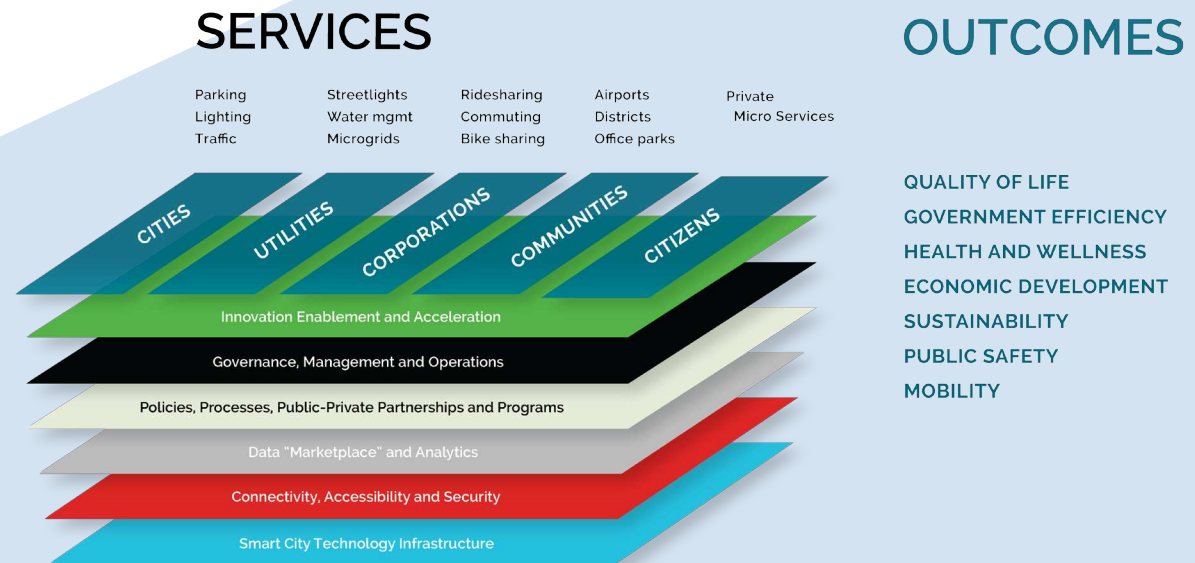 SERVICES
OUTCOMES
Parking
Lighting
Traffic
Streetlights
Water mgmt
Microgrids
Ridesharing
Commuting
Bike sharing
Airports
Districts
Office parks
Private
Micro Services
CITIES
UTILITIES
CORPORATIONS
COMMUNITIES
CITIZENS
Innovation Enablement and Acceleration
Governance, Management and Operations
Policies, Processes, Public-Private Partnerships and Programs
Data "Marketplace" and Analytics
Connectivity, Accessibility and Security
Smart City Technology Infrastructure
QUALITY OF LIFE
GOVERNMENT EFFICIENCY
HEALTH AND WELLNESS
ECONOMIC DEVELOPMENT
SUSTAINABILITY
PUBLIC SAFETY
MOBILITY